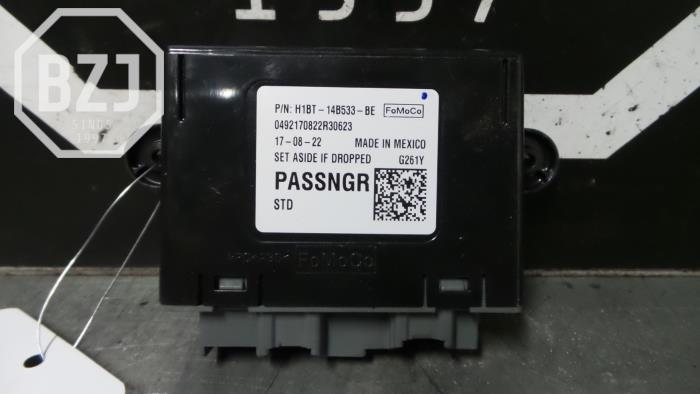 1997
BZJ
SINDS
1997
P/N: H1BT-14B533-BE FoMoCo
0492170822R30623
17-08-22 MADE IN MEXICO
SET ASIDE IF DROPPED G261Y
PASSNGR
STD
FoMoCo